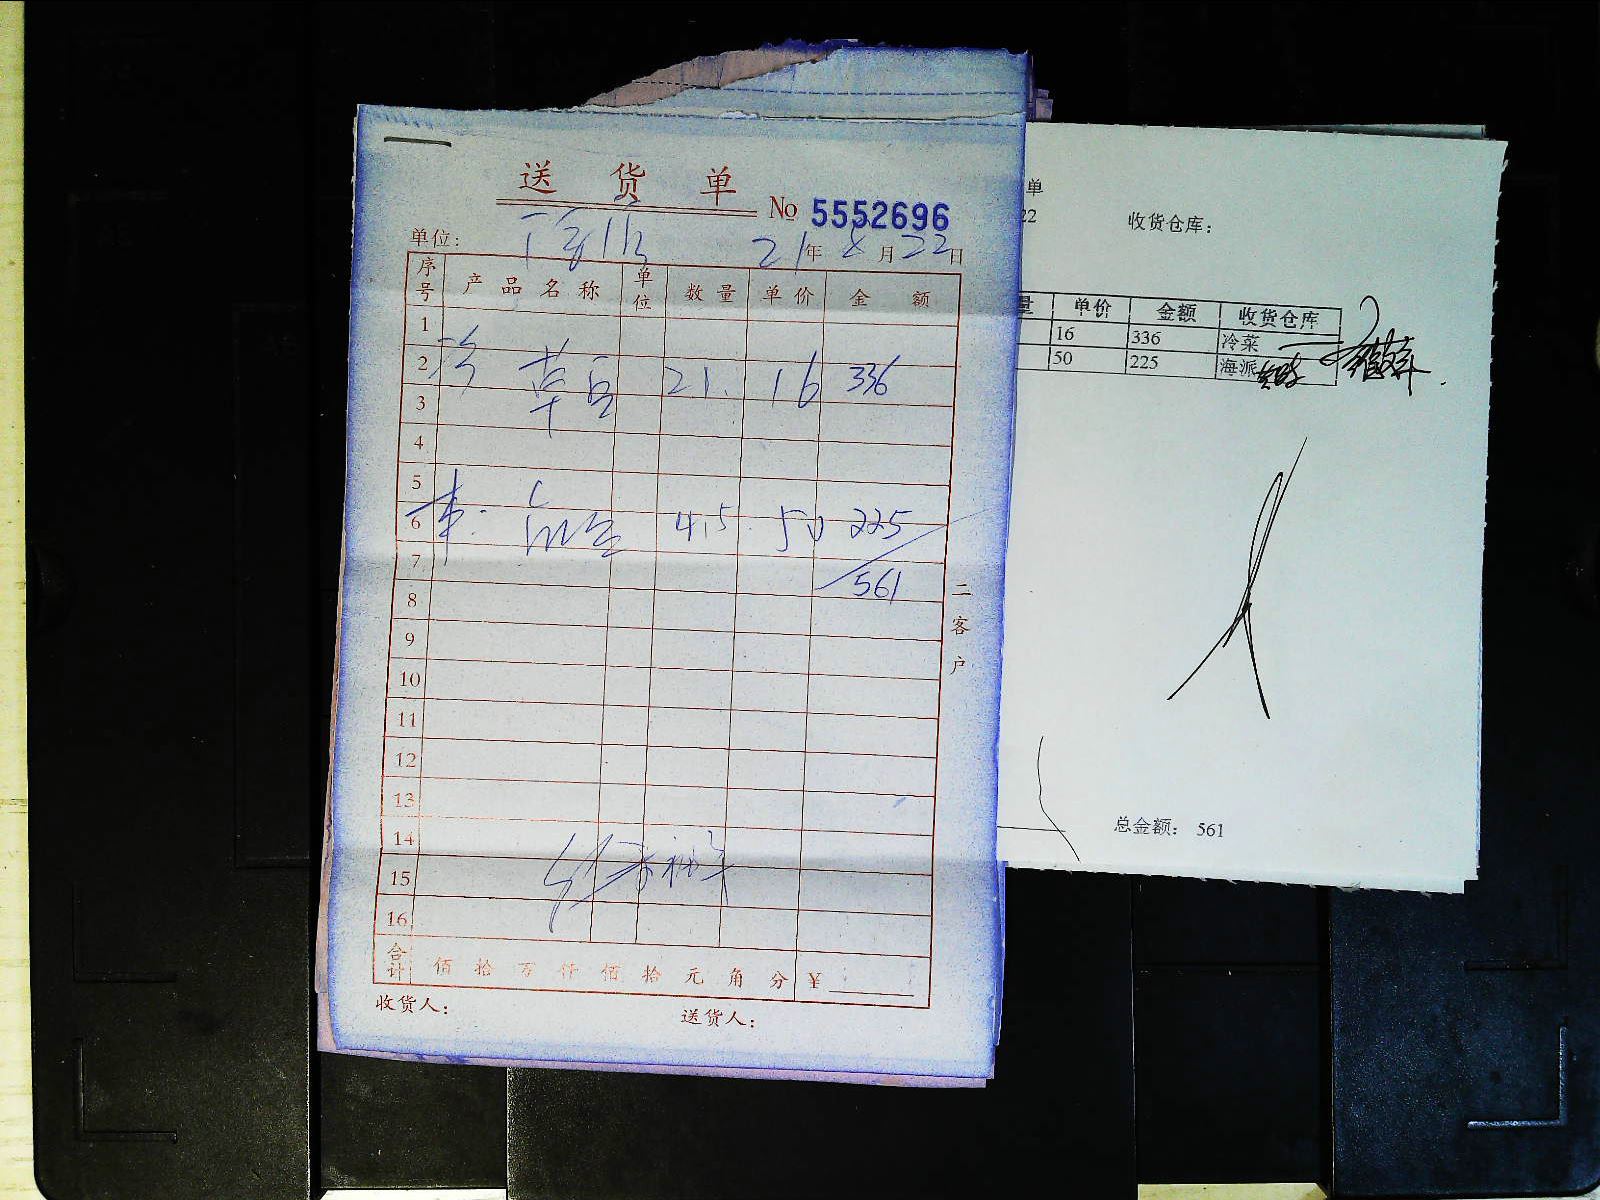 送 货 单
No 5552696
单位: 21年 8月22日
序号 产品名称 单位 数量 单价 金额
1
2 冷 草豆 21. 16 336
3
4
5
6 4.5 50 225
7 561
8
9
10
11
12
13
14
15
16
合计 佰 拾 万 仟 佰 拾 元 角 分 ¥
收货人: 送货人:
二客户
单
22 收货仓库:
量 单价 金额 收货仓库
16 336 冷菜
50 225 海派
总金额: 561